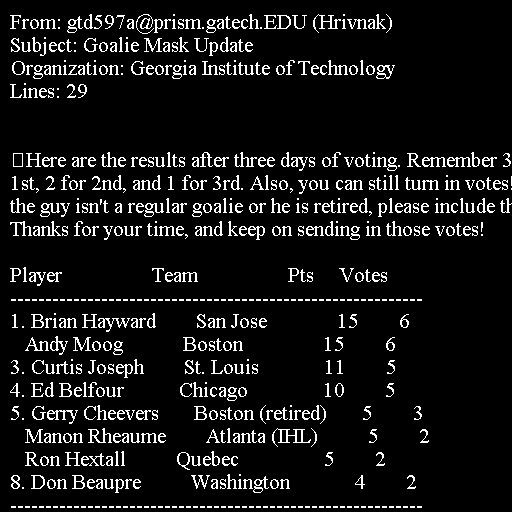 From: gtd597a@prism.gatech.EDU (Hrivnak)
Subject: Goalie Mask Update
Organization: Georgia Institute of Technology
Lines: 29
Here are the results after three days of voting. Remember 3
1st, 2 for 2nd, and 1 for 3rd. Also, you can still turn in votes!
the guy isn't a regular goalie or he is retired, please include th
Thanks for your time, and keep on sending in those votes!
Player Team Pts Votes
---------------------------------------------------------------
1. Brian Hayward San Jose 15 6
Andy Moog Boston 15 6
3. Curtis Joseph St. Louis 11 5
4. Ed Belfour Chicago 10 5
5. Gerry Cheevers Boston (retired) 5 3
Manon Rheaume Atlanta (IHL) 5 2
Ron Hextall Quebec 5 2
8. Don Beaupre Washington 4 2
---------------------------------------------------------------